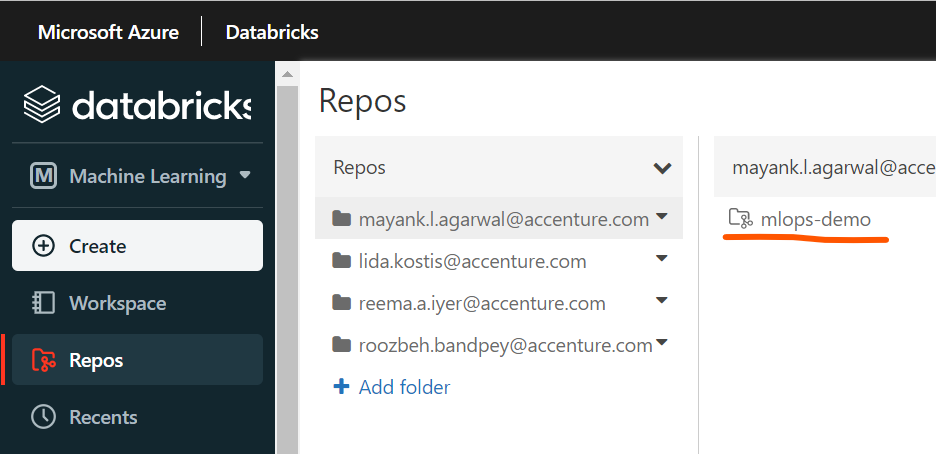 Microsoft Azure Databricks
databricks
Machine Learning
Create
Workspace
Repos
Recents
Repos
Repos
mayank.l.agarwal@accenture.com
lida.kostis@accenture.com
reema.a.iyer@accenture.com
roozbeh.bandpey@accenture.com
Add folder
mayank.l.agarwal@acce
mlops-demo